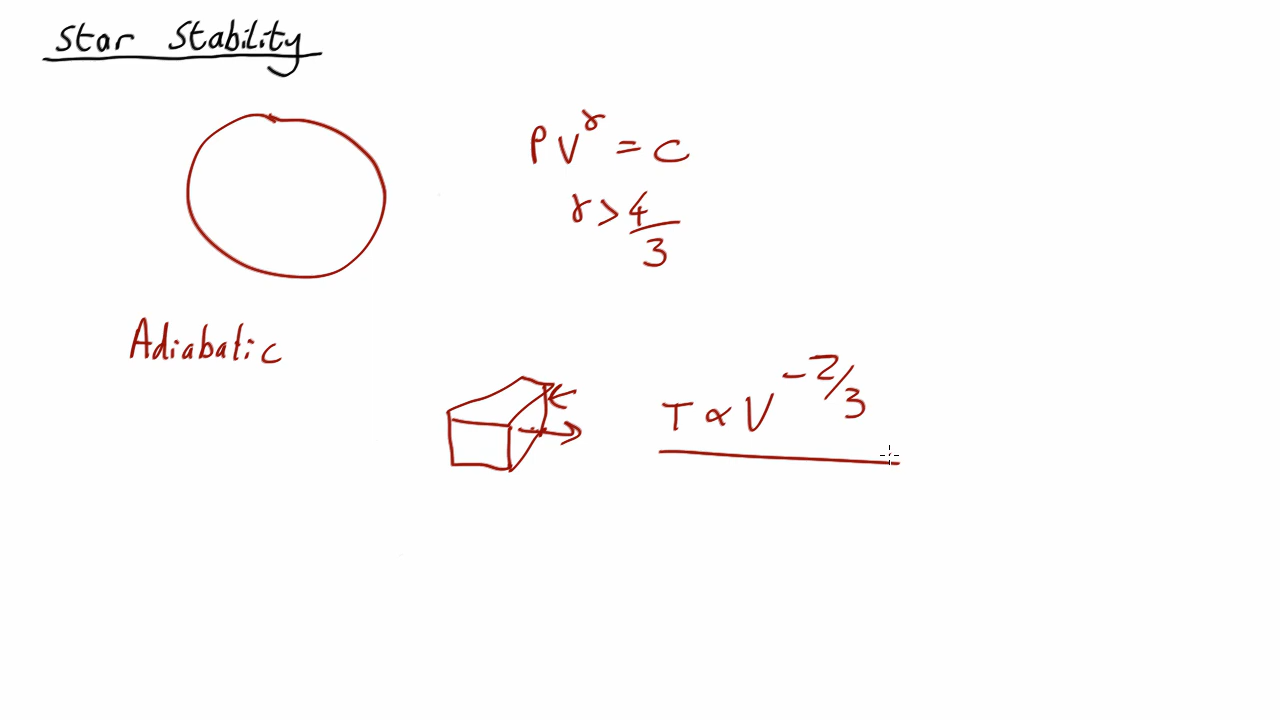 Star Stability
PV^γ = C
γ > 4/3
Adiabatic
T ∝ V^-2/3